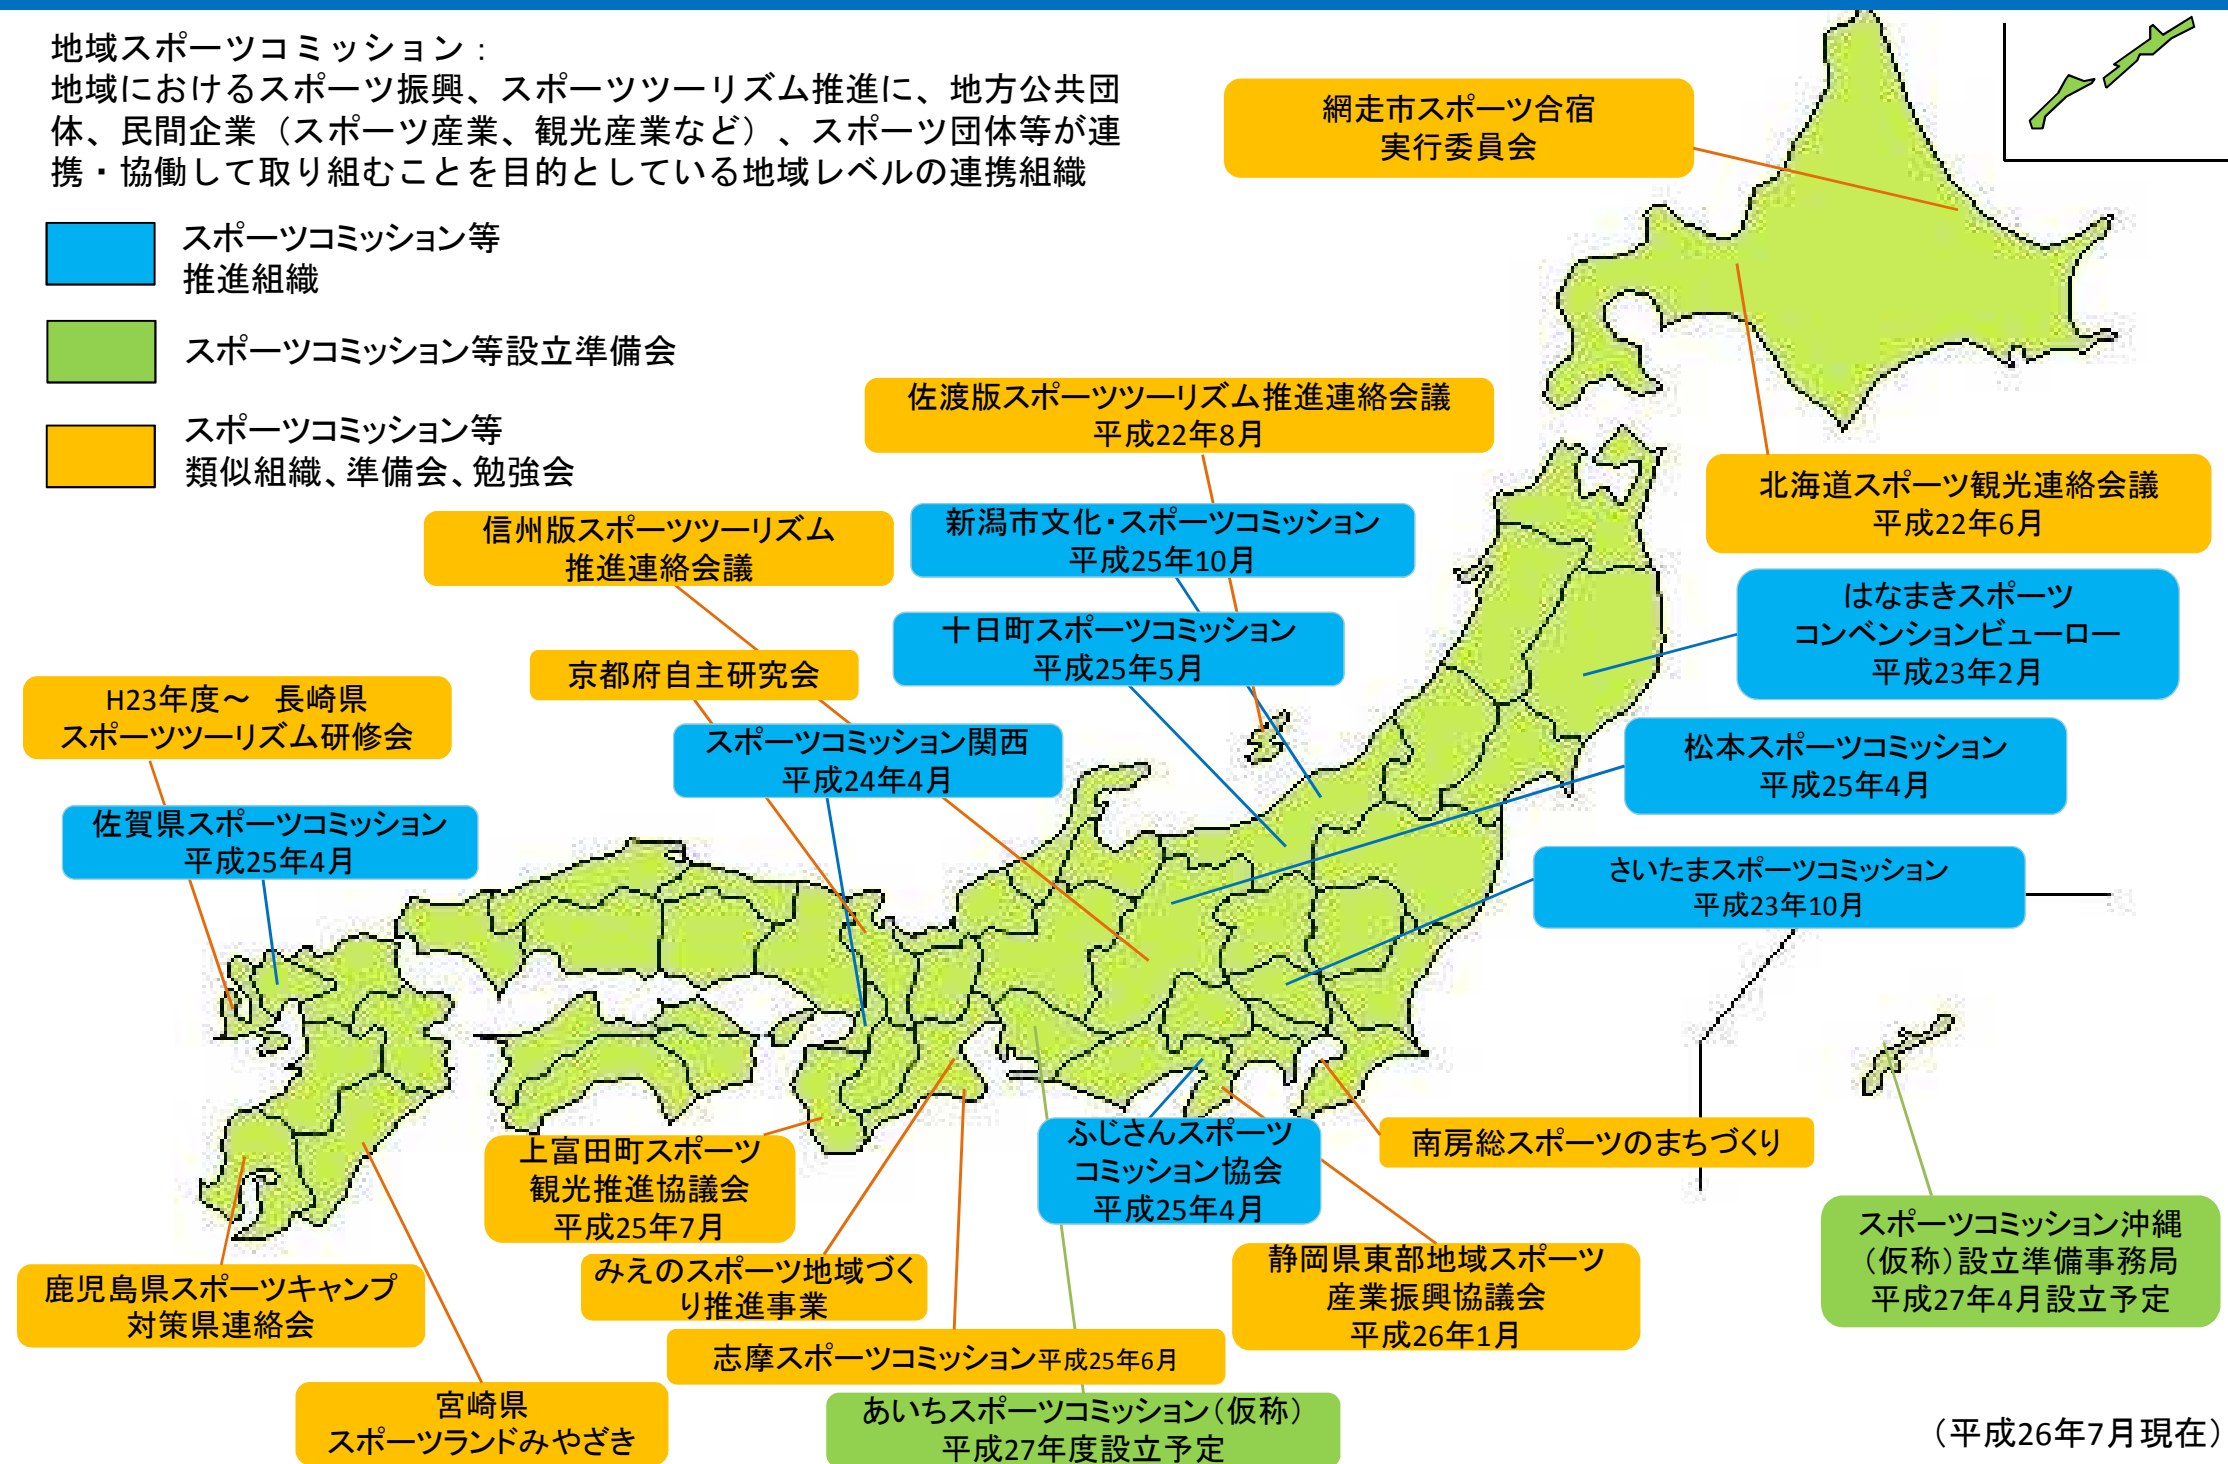 地域スポーツコミッション：
地域におけるスポーツ振興、スポーツツーリズム推進に、地方公共団
体、民間企業（スポーツ産業、観光産業など）、スポーツ団体等が連
携・協働して取り組むことを目的としている地域レベルの連携組織
スポーツコミッション等
推進組織
スポーツコミッション等設立準備会
スポーツコミッション等
類似組織、準備会、勉強会
網走市スポーツ合宿
実行委員会
佐渡版スポーツツーリズム推進連絡会議
平成22年8月
北海道スポーツ観光連絡会議
平成22年6月
信州版スポーツツーリズム
推進連絡会議
新潟市文化・スポーツコミッション
平成25年10月
はなまきスポーツ
コンベンションビューロー
平成23年2月
十日町スポーツコミッション
平成25年5月
京都府自主研究会
H23年度～　長崎県
スポーツツーリズム研修会
スポーツコミッション関西
平成24年4月
松本スポーツコミッション
平成25年4月
佐賀県スポーツコミッション
平成25年4月
さいたまスポーツコミッション
平成23年10月
上富田町スポーツ
観光推進協議会
平成25年7月
ふじさんスポーツ
コミッション協会
平成25年4月
南房総スポーツのまちづくり
スポーツコミッション沖縄
（仮称）設立準備事務局
平成27年4月設立予定
みえのスポーツ地域づく
り推進事業
静岡県東部地域スポーツ
産業振興協議会
平成26年1月
鹿児島県スポーツキャンプ
対策県連絡会
志摩スポーツコミッション平成25年6月
宮崎県
スポーツランドみやざき
あいちスポーツコミッション（仮称）
平成27年度設立予定
（平成26年7月現在）